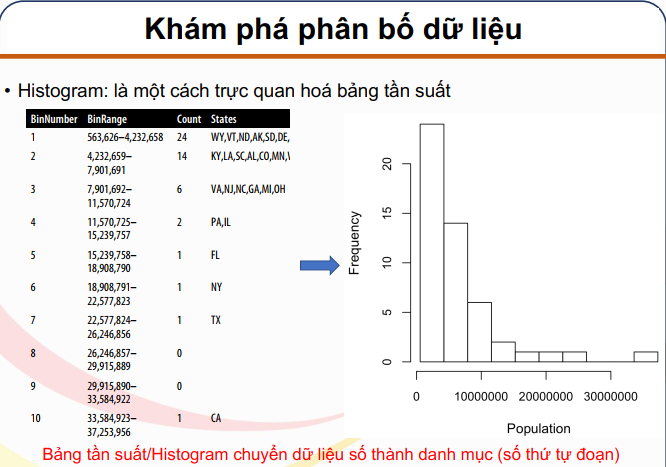 Khám phá phân bố dữ liệu
• Histogram: là một cách trực quan hoá bảng tần suất
BinNumber BinRange Count States
1 563,626–4,232,658 24 WY,VT,ND,AK,SD,DE,
2 4,232,659– 14 KY,LA,SC,AL,CO,MN,
7,901,691
3 7,901,692– 6 VA,NJ,NC,GA,MI,OH
11,570,724
4 11,570,725– 2 PA,IL
15,239,757
5 15,239,758– 1 FL
18,908,790
6 18,908,791– 1 NY
22,577,823
7 22,577,824– 1 TX
26,246,856
8 26,246,857– 0
29,915,889
9 29,915,890– 0
33,584,922
10 33,584,923– 1 CA
37,253,956
Frequency
20
15
10
5
0
0 10000000 20000000 30000000
Population
Bảng tần suất/Histogram chuyển dữ liệu số thành danh mục (số thứ tự đoạn)